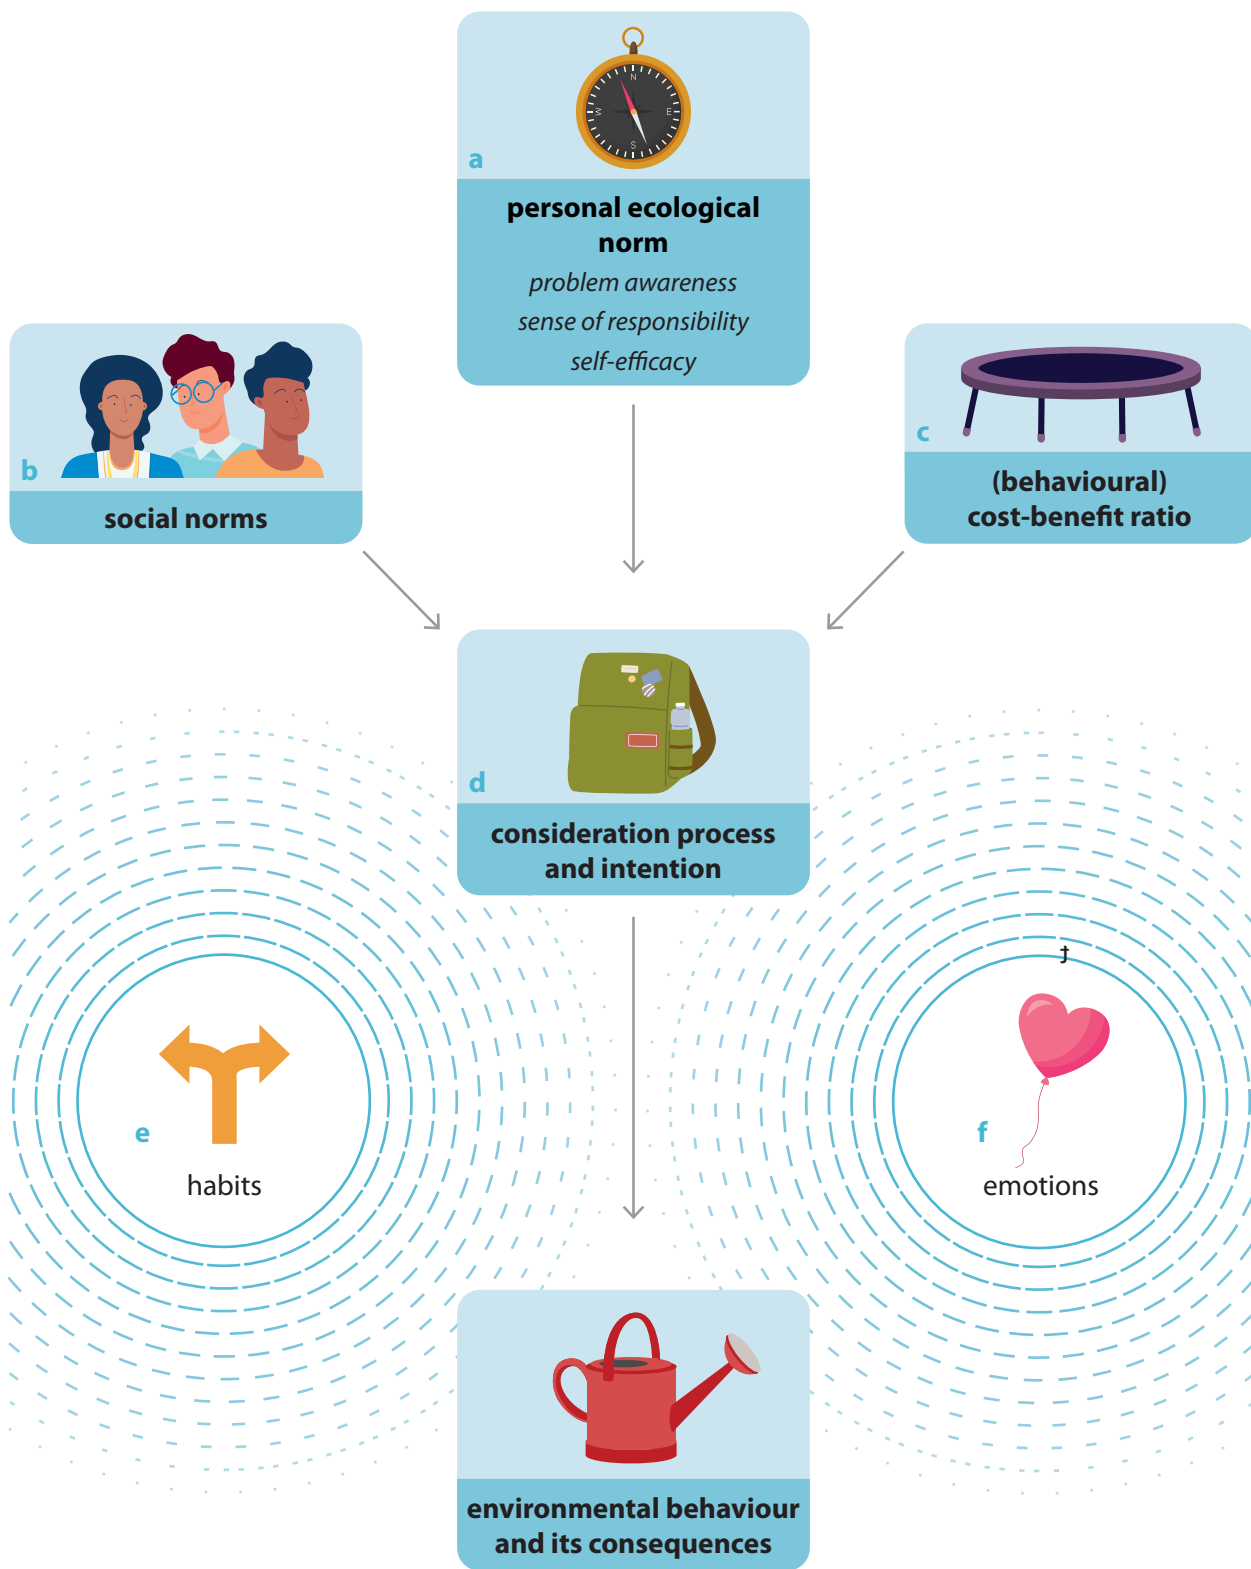 N
W
E
S
a
personal ecological
norm
problem awareness
sense of responsibility
self-efficacy
b
social norms
c
(behavioural)
cost-benefit ratio
d
consideration process
and intention
e
habits
f
emotions
environmental behaviour
and its consequences